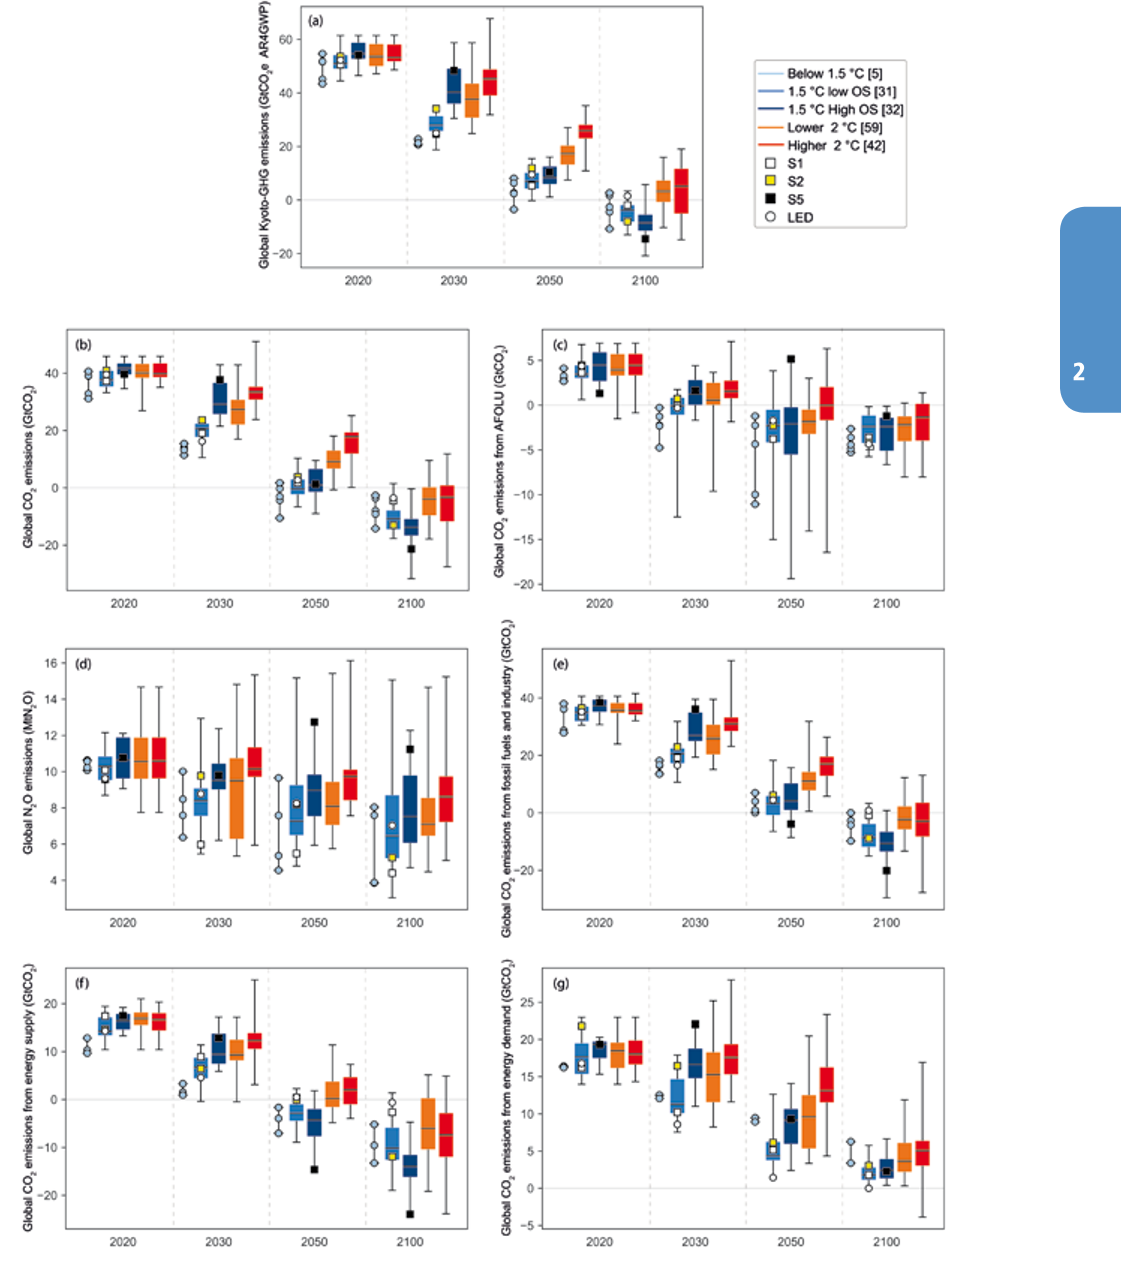 (a)
Global Kyoto-GHG emissions (GtCO2e AR4GWP)
60
40
20
0
−20
2020 2030 2050 2100
Below 1.5 °C [5]
1.5 °C low OS [31]
1.5 °C High OS [32]
Lower 2 °C [59]
Higher 2 °C [42]
S1
S2
S5
LED
2
(b)
Global CO2 emissions (GtCO2)
40
20
0
−20
2020 2030 2050 2100
(c)
Global CO2 emissions from AFOLU (GtCO2)
5
0
−5
−10
−15
−20
2020 2030 2050 2100
(d)
Global N2O emissions (MtN2O)
16
14
12
10
8
6
4
2020 2030 2050 2100
(e)
Global CO2 emissions from fossil fuels and industry (GtCO2)
40
20
0
−20
2020 2030 2050 2100
(f)
Global CO2 emissions from energy supply (GtCO2)
20
10
0
−10
−20
2020 2030 2050 2100
(g)
Global CO2 emissions from energy demand (GtCO2)
25
20
15
10
5
0
−5
2020 2030 2050 2100